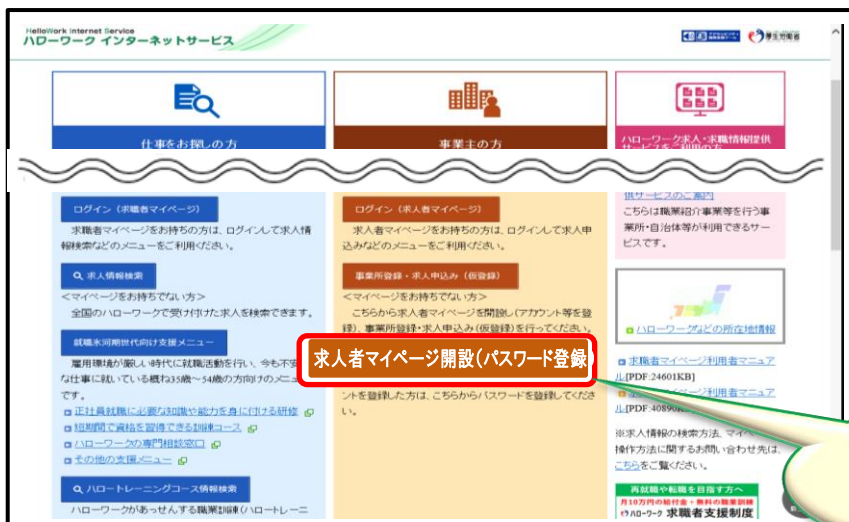 HelloWork Internet Service
ハローワーク インターネットサービス
厚生労働省
仕事をお探しの方
事業主の方
ハローワーク求人・求職情報提供
サービスをご利用の方
ログイン（求職者マイページ）
求職者マイページをお持ちの方は、ログインして求人情
報検索などのメニューをご利用ください。
求人情報検索
＜マイページをお持ちでない方＞
全国のハローワークで受け付けた求人を検索できます。
就職氷河期世代向け支援メニュー
雇用環境が厳しい時代に就職活動を行い、今も不安
な仕事に就いている概ね35歳～54歳の方向けのメニュー
です。
正社員就職に必要な知識や能力を身に付ける研修
短期間で資格を習得できる訓練コース
ハローワークの専門相談窓口
その他の支援メニュー
ハロートレーニングコース情報検索
ハローワークがあっせんする職業訓練（ハロートレーニ
ログイン（求人者マイページ）
求人者マイページをお持ちの方は、ログインして求人申
込みなどのメニューをご利用ください。
事業所登録・求人申込み（仮登録）
＜マイページをお持ちでない方＞
こちらから求人者マイページを開設し（アカウント等を登
録）、事業所登録・求人申込み（仮登録）を行ってください。
求人者マイページ開設（パスワード登録）
ントを登録した方は、こちらからパスワードを登録してくださ
い。
供サービスのご案内
こちらは職業紹介事業等を行う事
業所・自治体等が利用できるサー
ビスです。
ハローワークなどの所在地情報
求職者マイページ利用者マニュア
ル[PDF:24601KB]
マイページ利用者マニュア
ル[PDF:40890KB]
※求人情報の検索方法、マイペー
操作方法に関するお問い合わせ先は、
こちらをご覧ください。
再就職や転職を目指す方へ
月10万円の給付金＋無料の職業訓練
ハローワーク 求職者支援制度